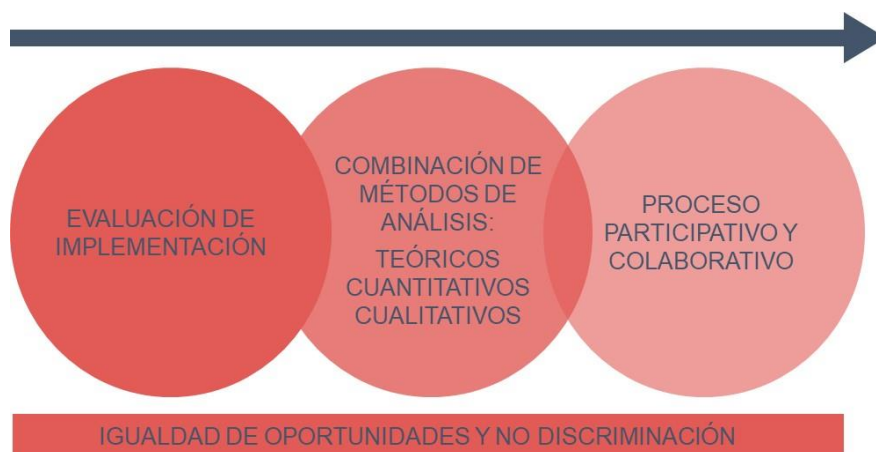 EVALUACIÓN DE
IMPLEMENTACIÓN
COMBINACIÓN DE
MÉTODOS DE
ANÁLISIS:
TEÓRICOS
CUANTITATIVOS
CUALITATIVOS
PROCESO
PARTICIPATIVO Y
COLABORATIVO
IGUALDAD DE OPORTUNIDADES Y NO DISCRIMINACIÓN